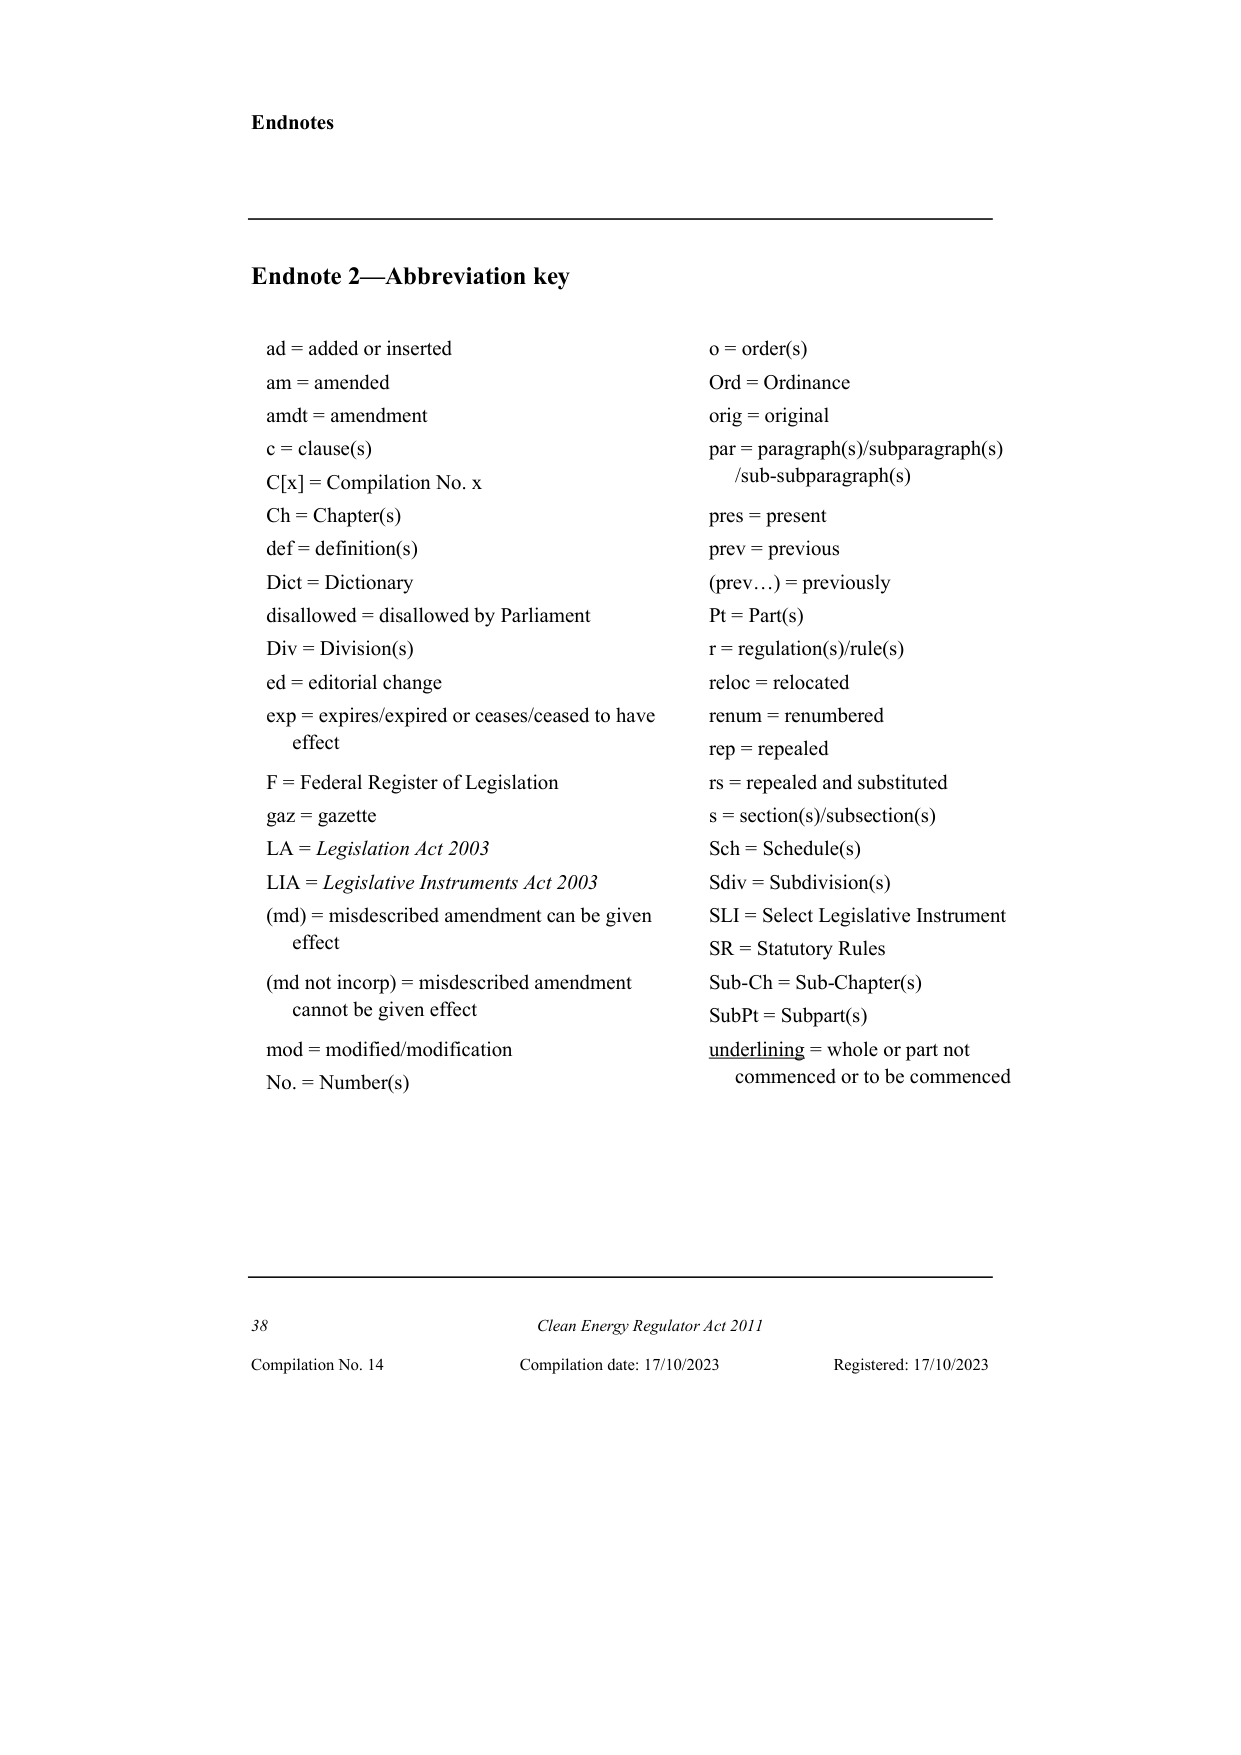 Endnotes
Endnote 2—Abbreviation key
ad = added or inserted
am = amended
amdt = amendment
c = clause(s)
C[x] = Compilation No. x
Ch = Chapter(s)
def = definition(s)
Dict = Dictionary
disallowed = disallowed by Parliament
Div = Division(s)
ed = editorial change
exp = expires/expired or ceases/ceased to have
effect
F = Federal Register of Legislation
gaz = gazette
LA = Legislation Act 2003
LIA = Legislative Instruments Act 2003
(md) = misdescribed amendment can be given
effect
(md not incorp) = misdescribed amendment
cannot be given effect
mod = modified/modification
No. = Number(s)
o = order(s)
Ord = Ordinance
orig = original
par = paragraph(s)/subparagraph(s)
/sub-subparagraph(s)
pres = present
prev = previous
(prev…) = previously
Pt = Part(s)
r = regulation(s)/rule(s)
reloc = relocated
renum = renumbered
rep = repealed
rs = repealed and substituted
s = section(s)/subsection(s)
Sch = Schedule(s)
Sdiv = Subdivision(s)
SLI = Select Legislative Instrument
SR = Statutory Rules
Sub-Ch = Sub-Chapter(s)
SubPt = Subpart(s)
underlining = whole or part not
commenced or to be commenced
38 Clean Energy Regulator Act 2011
Compilation No. 14 Compilation date: 17/10/2023 Registered: 17/10/2023